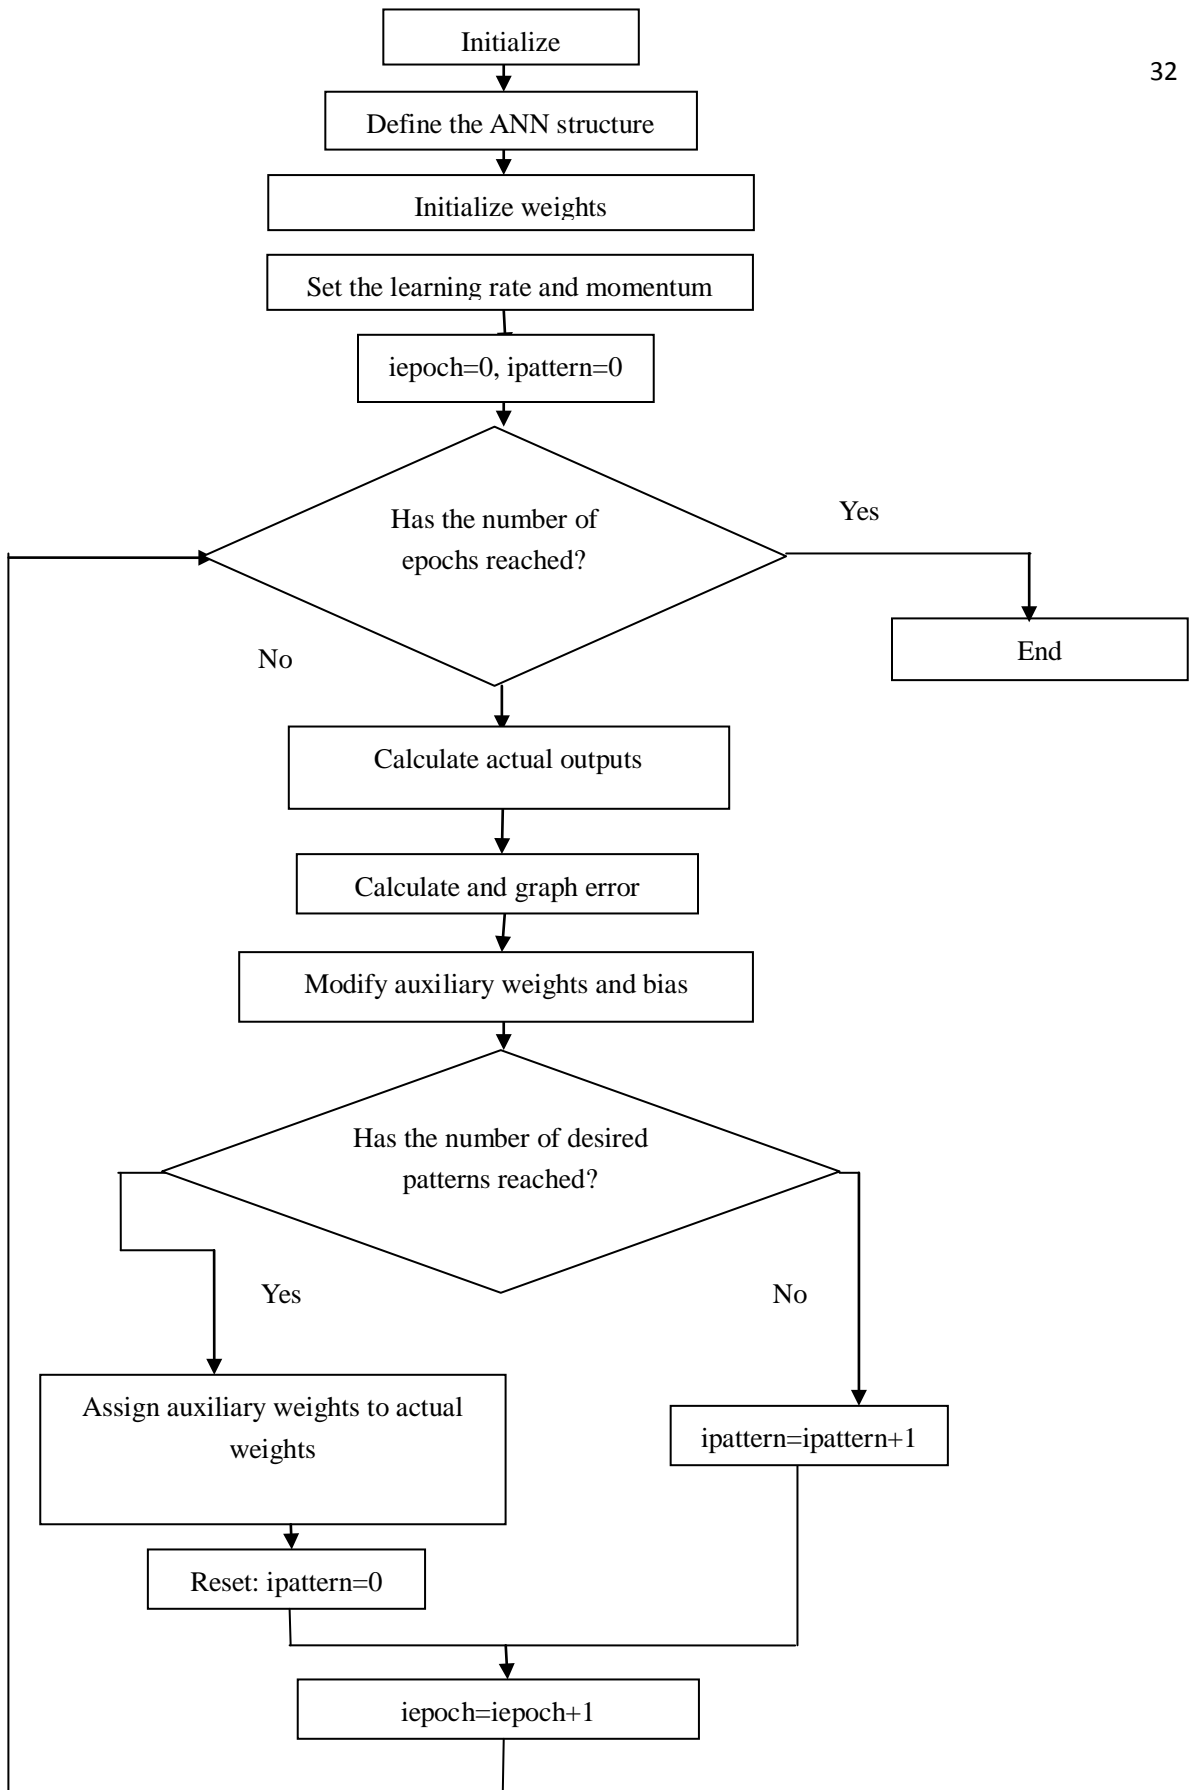 Initialize
32
Define the ANN structure
Initialize weights
Set the learning rate and momentum
iepoch=0, ipattern=0
Has the number of
epochs reached?
Yes
No
End
Calculate actual outputs
Calculate and graph error
Modify auxiliary weights and bias
Has the number of desired
patterns reached?
Yes
No
Assign auxiliary weights to actual
weights
ipattern=ipattern+1
Reset: ipattern=0
iepoch=iepoch+1